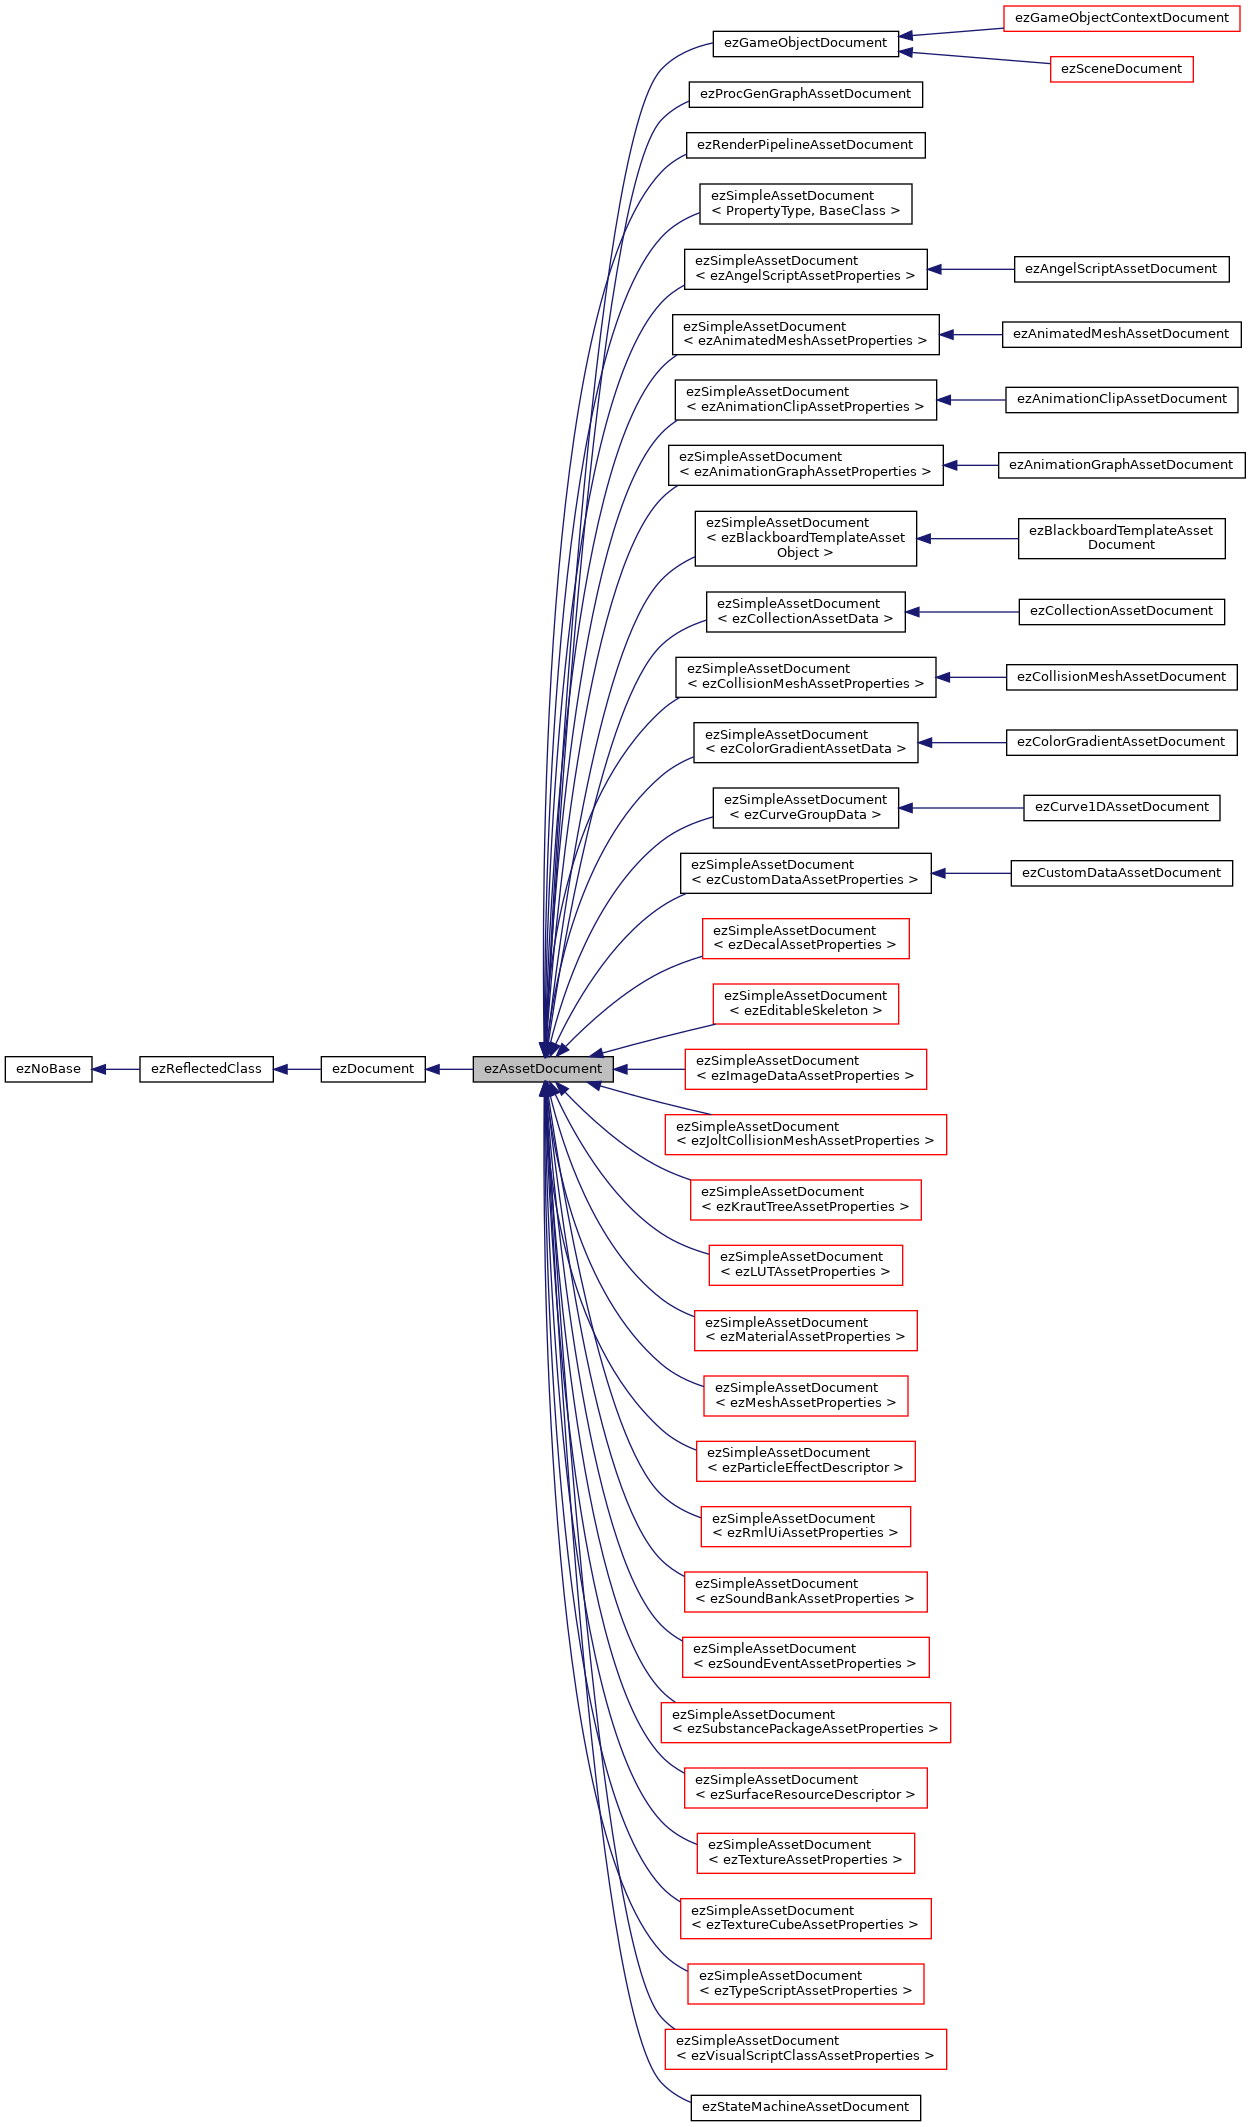 ezGameObjectContextDocument
ezGameObjectDocument
ezSceneDocument
ezProcGenGraphAssetDocument
ezRenderPipelineAssetDocument
ezSimpleAssetDocument
< PropertyType, BaseClass >
ezSimpleAssetDocument
< ezAngelScriptAssetProperties >
ezAngelScriptAssetDocument
ezSimpleAssetDocument
< ezAnimatedMeshAssetProperties >
ezAnimatedMeshAssetDocument
ezSimpleAssetDocument
< ezAnimationClipAssetProperties >
ezAnimationClipAssetDocument
ezSimpleAssetDocument
< ezAnimationGraphAssetProperties >
ezAnimationGraphAssetDocument
ezSimpleAssetDocument
< ezBlackboardTemplateAsset
Object >
ezBlackboardTemplateAsset
Document
ezSimpleAssetDocument
< ezCollectionAssetData >
ezCollectionAssetDocument
ezSimpleAssetDocument
< ezCollisionMeshAssetProperties >
ezCollisionMeshAssetDocument
ezSimpleAssetDocument
< ezColorGradientAssetData >
ezColorGradientAssetDocument
ezSimpleAssetDocument
< ezCurveGroupData >
ezCurve1DAssetDocument
ezSimpleAssetDocument
< ezCustomDataAssetProperties >
ezCustomDataAssetDocument
ezSimpleAssetDocument
< ezDecalAssetProperties >
ezSimpleAssetDocument
< ezEditableSkeleton >
ezNoBase
ezReflectedClass
ezDocument
ezAssetDocument
ezSimpleAssetDocument
< ezImageDataAssetProperties >
ezSimpleAssetDocument
< ezJoltCollisionMeshAssetProperties >
ezSimpleAssetDocument
< ezKrautTreeAssetProperties >
ezSimpleAssetDocument
< ezLUTAssetProperties >
ezSimpleAssetDocument
< ezMaterialAssetProperties >
ezSimpleAssetDocument
< ezMeshAssetProperties >
ezSimpleAssetDocument
< ezParticleEffectDescriptor >
ezSimpleAssetDocument
< ezRmlUiAssetProperties >
ezSimpleAssetDocument
< ezSoundBankAssetProperties >
ezSimpleAssetDocument
< ezSoundEventAssetProperties >
ezSimpleAssetDocument
< ezSubstancePackageAssetProperties >
ezSimpleAssetDocument
< ezSurfaceResourceDescriptor >
ezSimpleAssetDocument
< ezTextureAssetProperties >
ezSimpleAssetDocument
< ezTextureCubeAssetProperties >
ezSimpleAssetDocument
< ezTypeScriptAssetProperties >
ezSimpleAssetDocument
< ezVisualScriptClassAssetProperties >
ezStateMachineAssetDocument